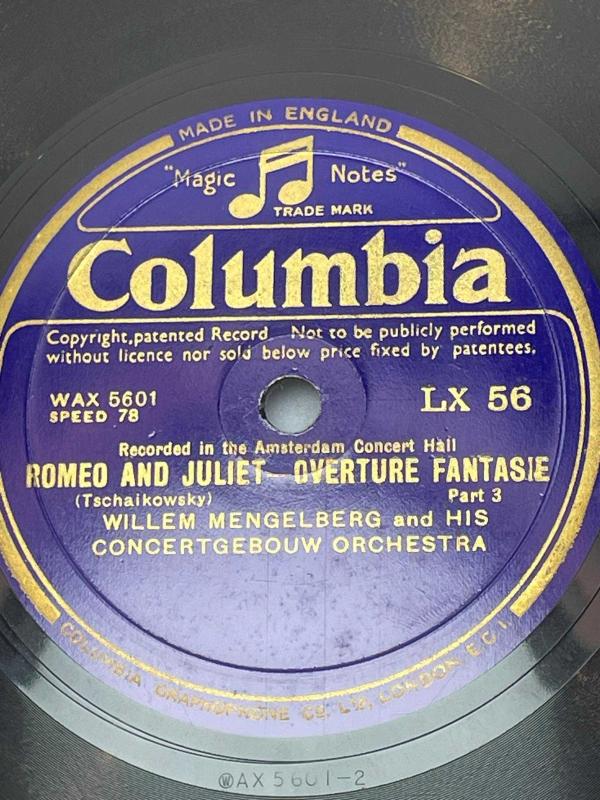 MADE IN ENGLAND
"Magic Notes"
TRADE MARK
Columbia
Copyright, patented Record Not to be publicly performed
without licence nor sold below price fixed by patentees.
WAX 5601 LX 56
SPEED 78
Recorded in the Amsterdam Concert Hall
ROMEO AND JULIET—OVERTURE FANTASIE
(Tschaikowsky) Part 3
WILLEM MENGELBERG and HIS
CONCERTGEBOUW ORCHESTRA
COLUMBIA GRAPHOPHONE CO. LTD, LONDON, E.C.1.
ⓌAX 5601-2